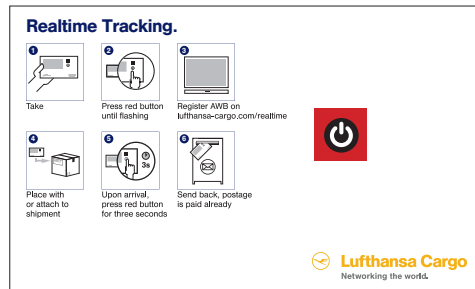 Realtime Tracking.
1
Take
2
Press red button
until flashing
3
Register AWB on
lufthansa-cargo.com/realtime
4
Place with
or attach to
shipment
5
3s
Upon arrival,
press red button
for three seconds
6
Send back, postage
is paid already
Lufthansa Cargo
Networking the world.